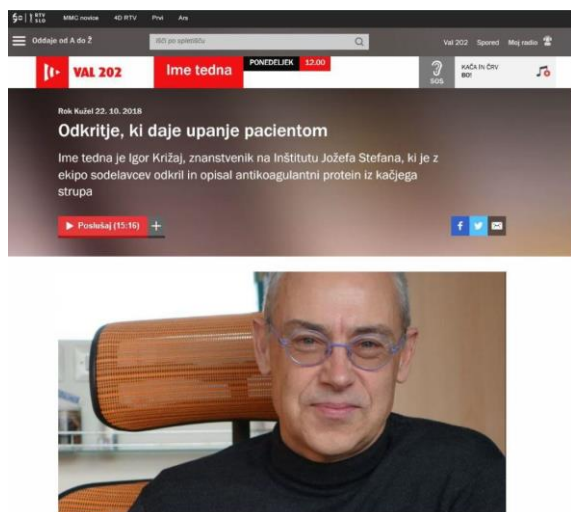 RTV SLO MMC novice 4D RTV Prvi Ars
Oddaje od A do Ž Išči po spletišču Val 202 Spored Moj radio
VAL 202 Ime tedna PONEDELJEK 12.00 SOS KAČA IN ČRV
BO!
Rok Kužel 22. 10. 2018
Odkritje, ki daje upanje pacientom
Ime tedna je Igor Križaj, znanstvenik na Inštitutu Jožefa Stefana, ki je z
ekipo sodelavcev odkril in opisal antikoagulantni protein iz kačjega
strupa
Poslušaj (15:16) +